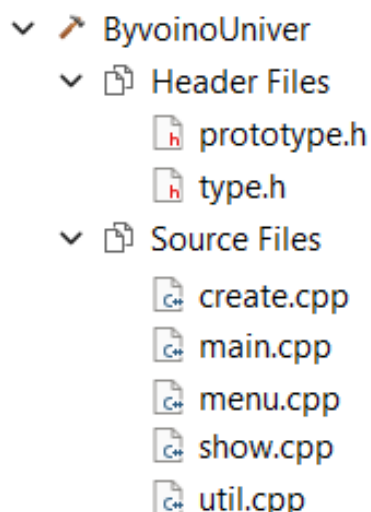 ByvoinoUniver
Header Files
prototype.h
type.h
Source Files
create.cpp
main.cpp
menu.cpp
show.cpp
util.cpp